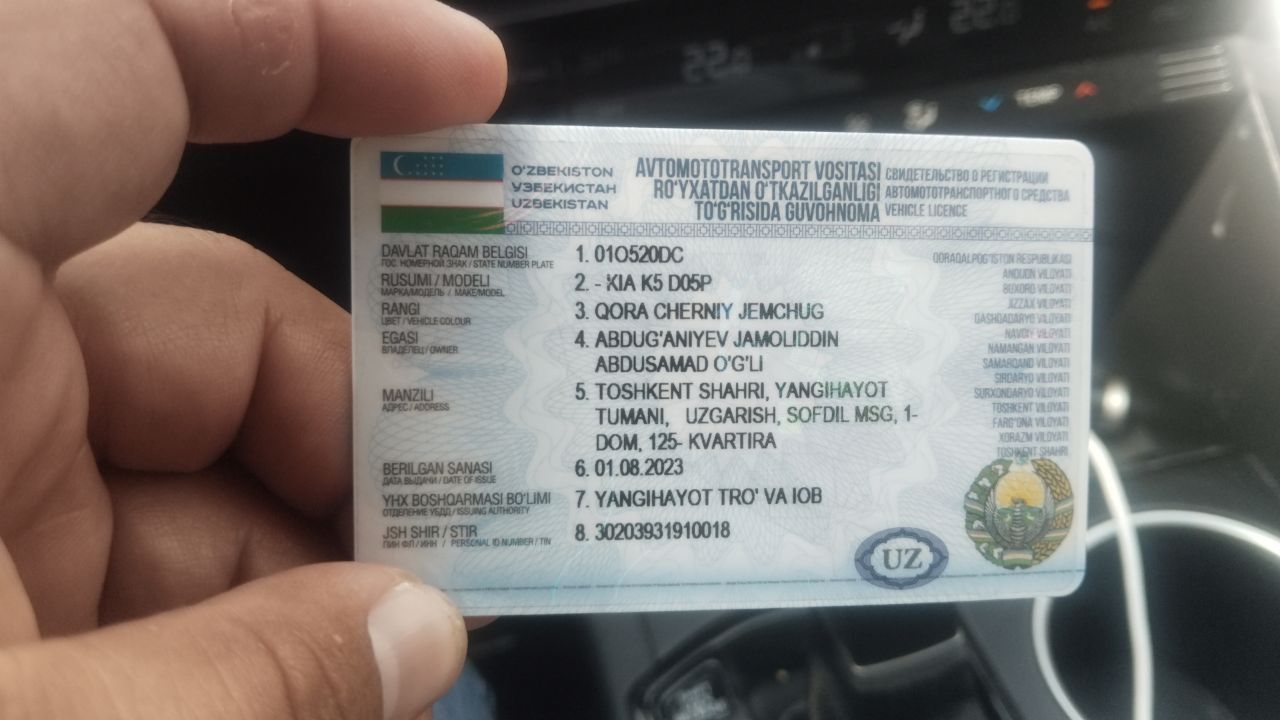 O'ZBEKISTON
ЎЗБЕКИСТАН
UZBEKISTAN
AVTOMOTOTRANSPORT VOSITASI
RO'YXATDAN O'TKAZILGANLIGI
TO'G'RISIDA GUVOHNOMA
СВИДЕТЕЛЬСТВО О РЕГИСТРАЦИИ
АВТОМОТОТРАНСПОРТНОГО СРЕДСТВА
VEHICLE LICENCE
DAVLAT RAQAM BELGISI
ГОС. НОМЕРНОЙ ЗНАК / STATE NUMBER PLATE
1. 01O520DC
RUSUMI / MODELI
МАРКА/МОДЕЛЬ / MAKE/MODEL
2. - KIA K5 D05P
RANGI
ЦВЕТ / VEHICLE COLOUR
3. QORA CHERNIY JEMCHUG
EGASI
ВЛАДЕЛЕЦ / OWNER
4. ABDUG'ANIYEV JAMOLIDDIN
ABDUSAMAD O'G'LI
MANZILI
АДРЕС / ADDRESS
5. TOSHKENT SHAHRI, YANGIHAYOT
TUMANI, UZGARISH, SOFDIL MSG, 1-
DOM, 125- KVARTIRA
BERILGAN SANASI
ДАТА ВЫДАЧИ / DATE OF ISSUE
6. 01.08.2023
YHX BOSHQARMASI BO'LIMI
ОТДЕЛЕНИЕ УБДД / ISSUING AUTHORITY
7. YANGIHAYOT TRO' VA IOB
JSH SHIR / STIR
ПИН ФЛ / ИНН / PERSONAL ID NUMBER / TIN
8. 30203931910018
QORAQALPOG'ISTON RESPUBLIKASI
ANDIJON VILOYATI
BUXORO VILOYATI
JIZZAX VILOYATI
QASHQADARYO VILOYATI
NAVOIY VILOYATI
NAMANGAN VILOYATI
SAMARQAND VILOYATI
SIRDARYO VILOYATI
SURXONDARYO VILOYATI
TOSHKENT VILOYATI
FARG'ONA VILOYATI
XORAZM VILOYATI
TOSHKENT SHAHRI
UZ
TEMP